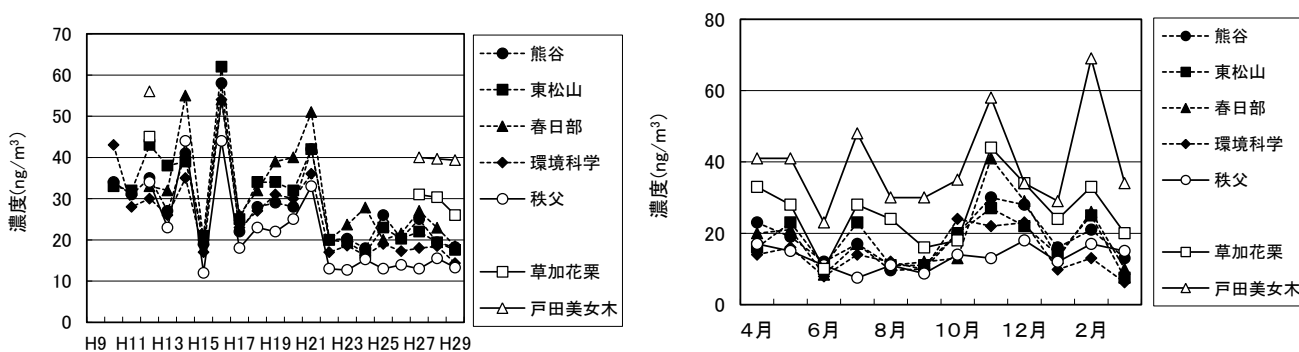 70
60
50
40
30
20
10
0
濃度(ng/m³)
H9 H11 H13 H15 H17 H19 H21 H23 H25 H27 H29
熊谷
東松山
春日部
環境科学
秩父
草加花栗
戸田美女木
80
60
40
20
0
濃度(ng/m³)
4月 6月 8月 10月 12月 2月
熊谷
東松山
春日部
環境科学
秩父
草加花栗
戸田美女木